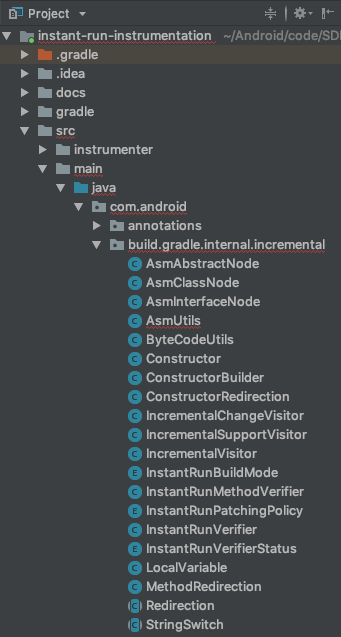 Project
instant-run-instrumentation ~/Android/code/SD
.gradle
.idea
docs
gradle
src
instrumenter
main
java
com.android
annotations
build.gradle.internal.incremental
C AsmAbstractNode
C AsmClassNode
C AsmInterfaceNode
C AsmUtils
C ByteCodeUtils
C Constructor
C ConstructorBuilder
C ConstructorRedirection
C IncrementalChangeVisitor
C IncrementalSupportVisitor
C IncrementalVisitor
E InstantRunBuildMode
C InstantRunMethodVerifier
E InstantRunPatchingPolicy
C InstantRunVerifier
E InstantRunVerifierStatus
C LocalVariable
C MethodRedirection
C Redirection
C StringSwitch